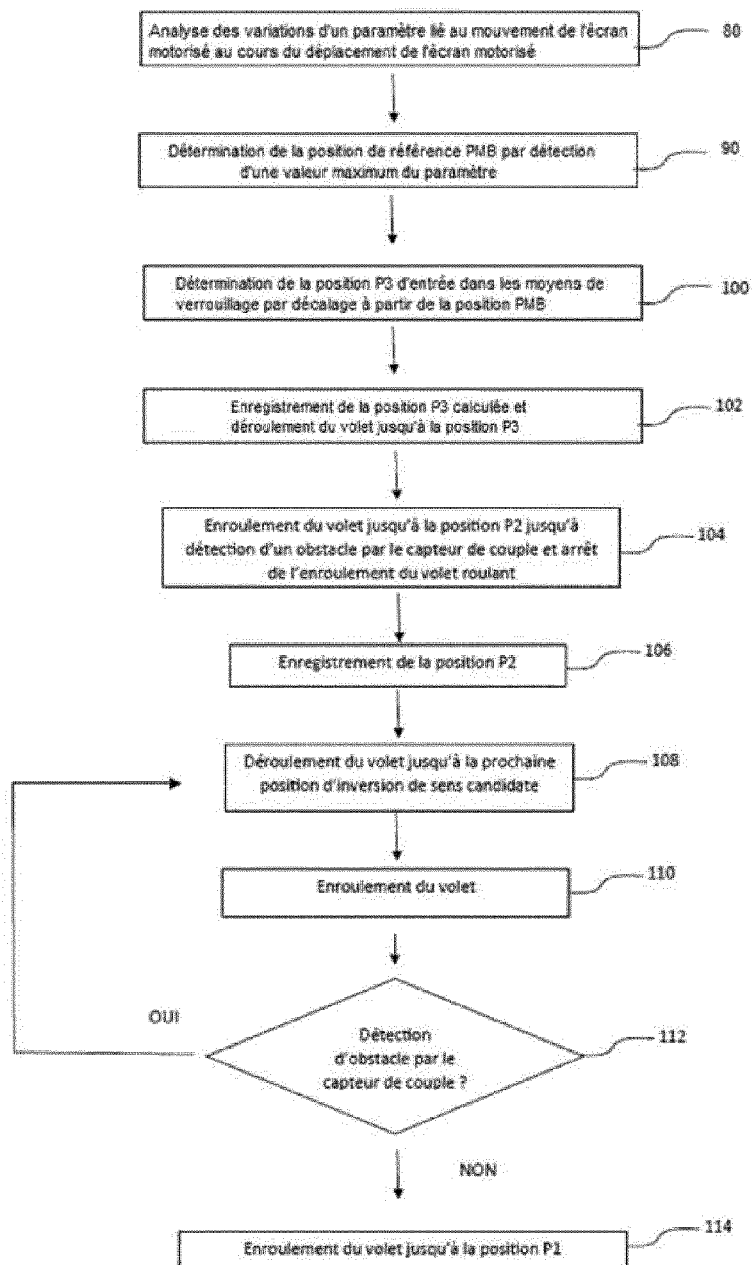 Analyse des variations d'un paramètre lié au mouvement de l'écran
motorisé au cours du déplacement de l'écran motorisé
80
Détermination de la position de référence PMB par détection
d'une valeur maximum du paramètre
90
Détermination de la position P3 d'entrée dans les moyens de
verrouillage par décalage à partir de la position PMB
100
Enregistrement de la position P3 calculée et
déroulement du volet jusqu'à la position P3
102
Enroulement du volet jusqu'à la position P2 jusqu'à
détection d'un obstacle par le capteur de couple et arrêt
de l'enroulement du volet roulant
104
Enregistrement de la position P2
106
Déroulement du volet jusqu'à la prochaine
position d'inversion de sens candidate
108
Enroulement du volet
110
OUI
Détection
d'obstacle par le
capteur de couple ?
112
NON
Enroulement du volet jusqu'à la position P1
114